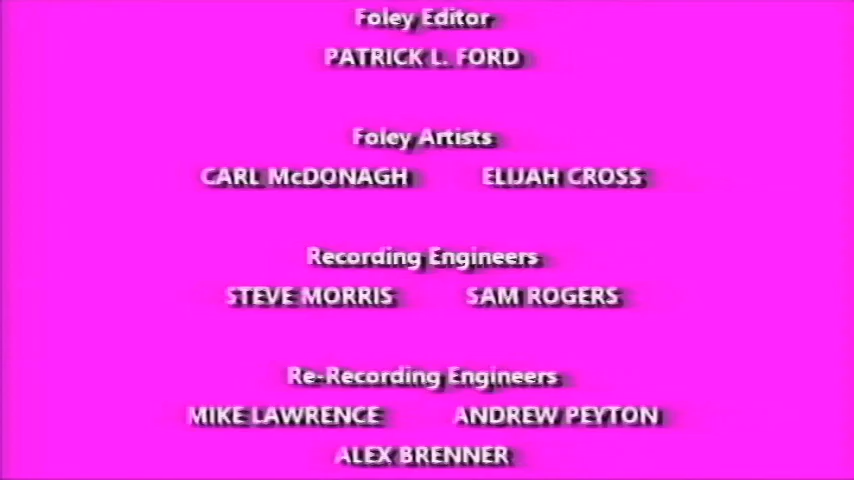 Foley Editor
PATRICK L. FORD
Foley Artists
CARL McDONAGH ELIJAH CROSS
Recording Engineers
STEVE MORRIS SAM ROGERS
Re-Recording Engineers
MIKE LAWRENCE ANDREW PEYTON
ALEX BRENNER